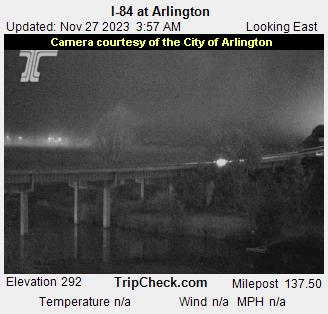 I-84 at Arlington
Updated: Nov 27 2023 3:57 AM Looking East
Camera courtesy of the City of Arlington
Elevation 292 TripCheck.com Milepost 137.50
Temperature n/a Wind n/a MPH n/a